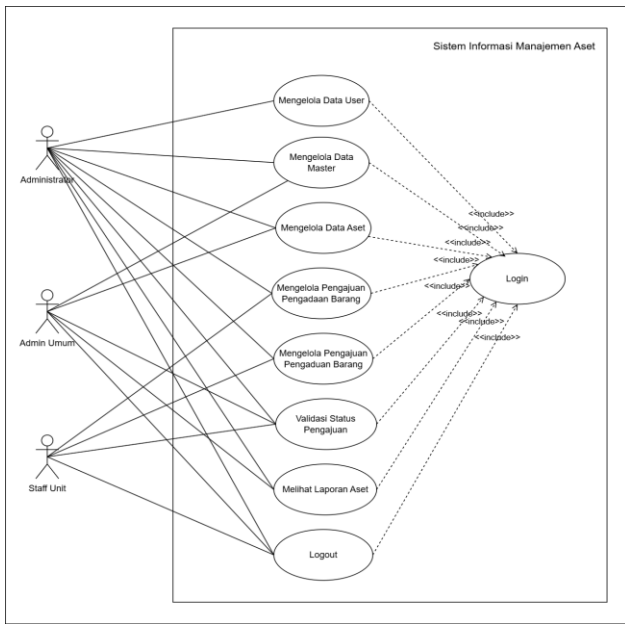 Sistem Informasi Manajemen Aset
Mengelola Data User
Administrator
Mengelola Data
Master
Mengelola Data Aset
<<include>>
<<include>>
<<include>>
Login
<<include>>
Mengelola Pengajuan
Pengadaan Barang
Admin Umum
<<include>>
<<include>>
<<include>>
Mengelola Pengajuan
Pengaduan Barang
Validasi Status
Pengajuan
Staff Unit
Melihat Laporan Aset
Logout